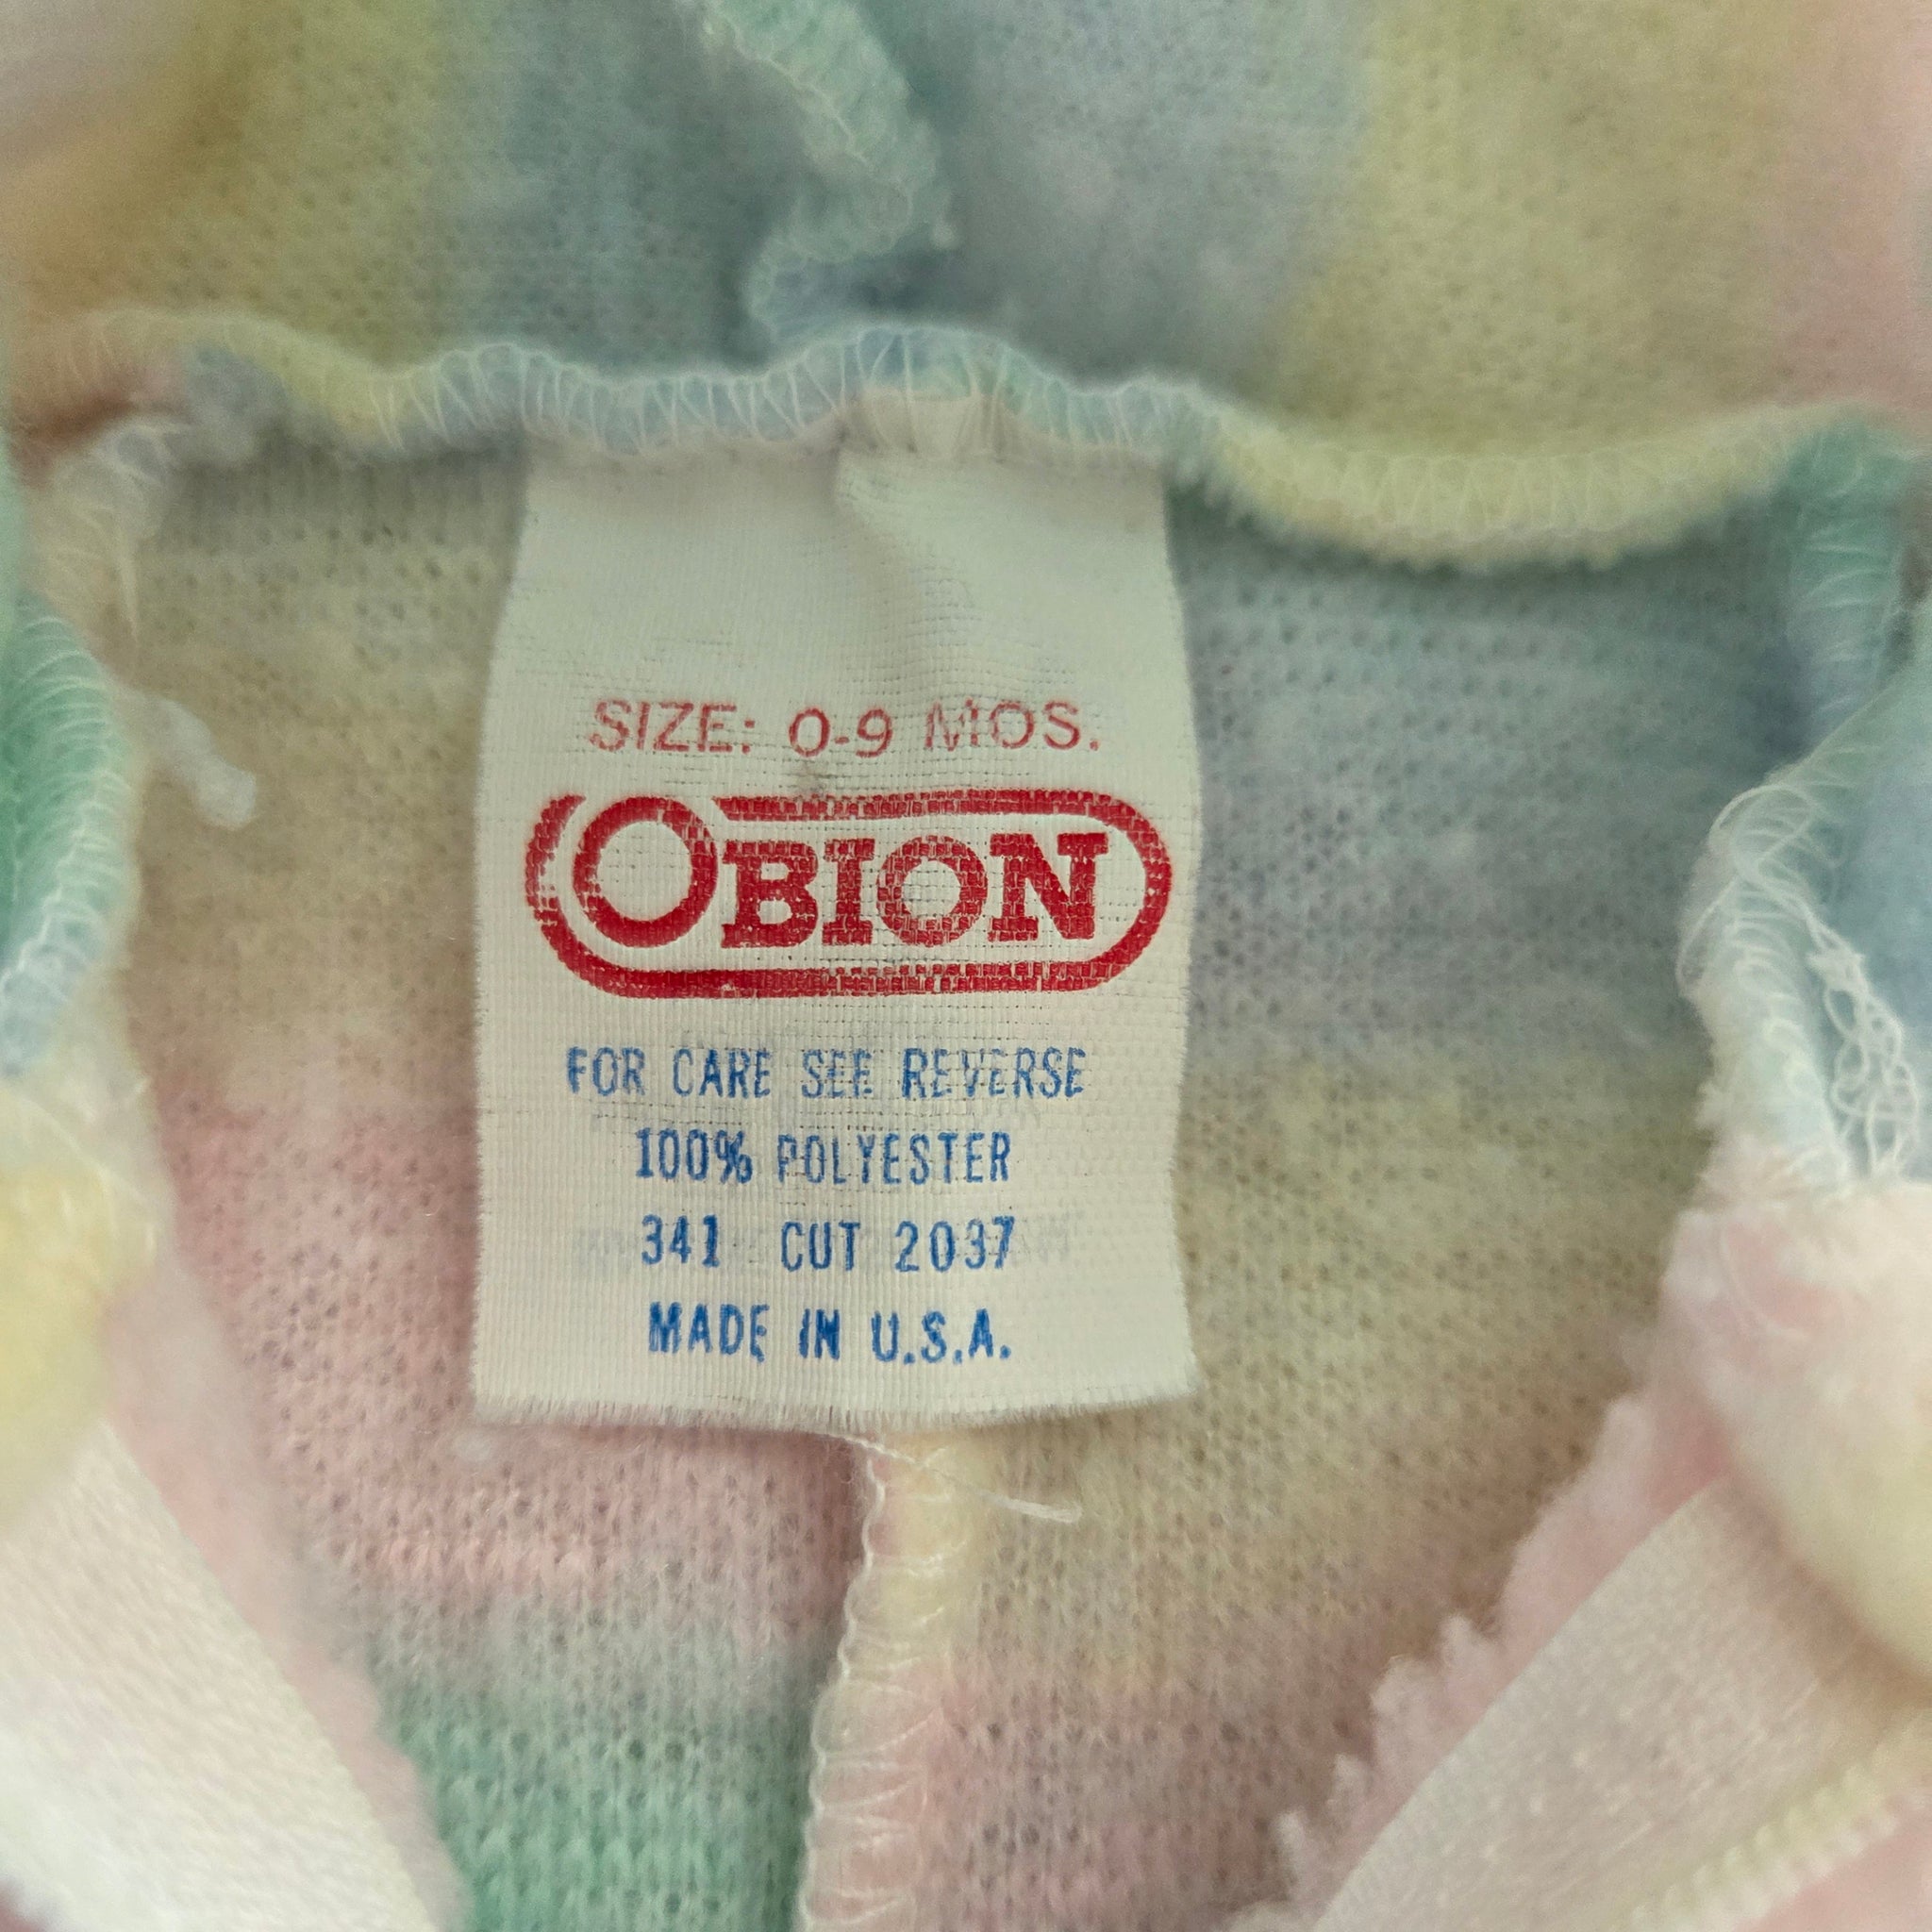 SIZE: 0-9 MOS.
OBION
FOR CARE SEE REVERSE
100% POLYESTER
341 CUT 2037
MADE IN U.S.A.